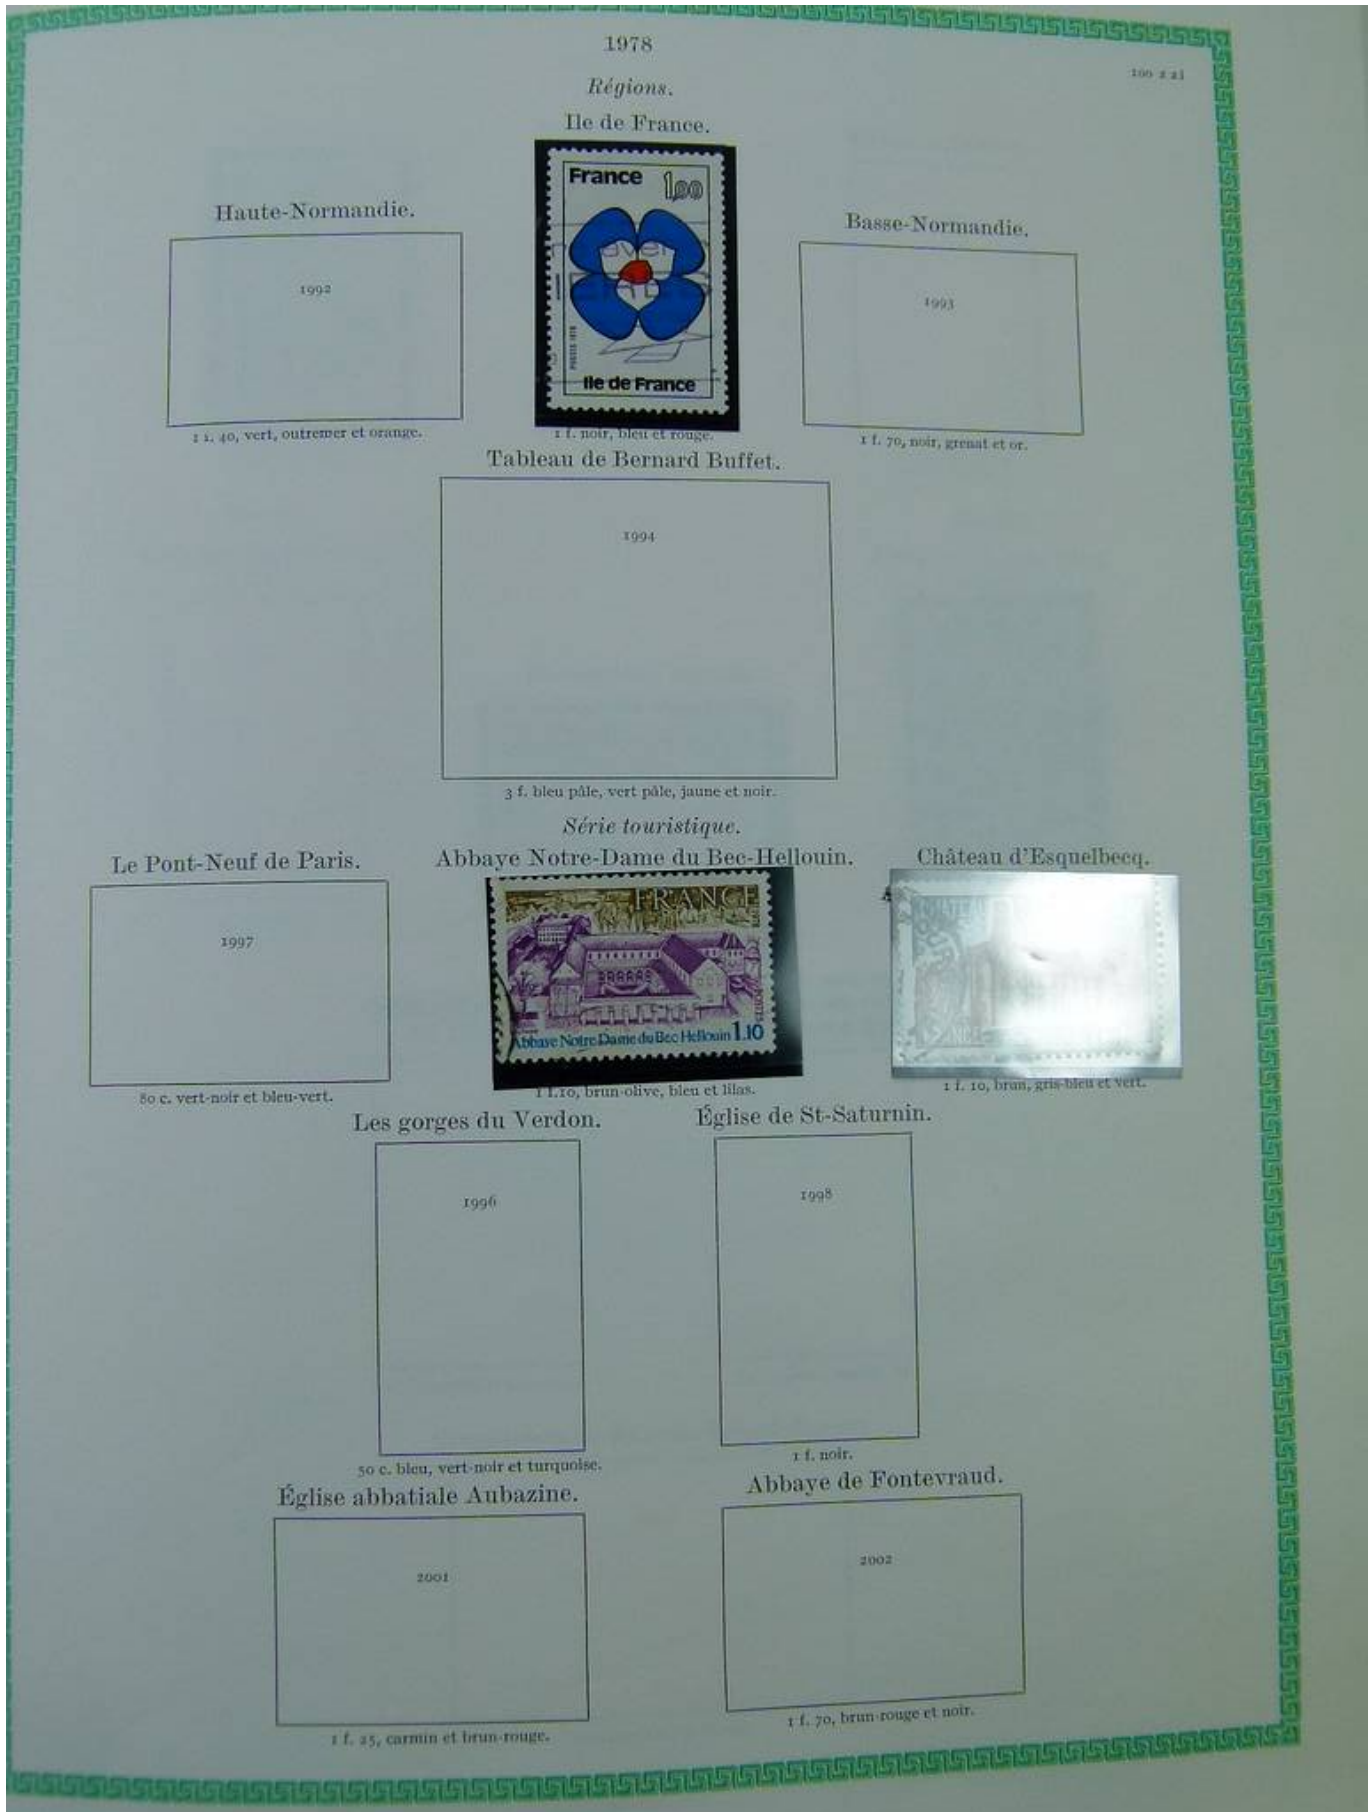 1978
Régions.
Ile de France.
France 1,00
POSTES 1978
Ile de France
1 f. noir, bleu et rouge.
Haute-Normandie.
1992
40, vert, outremer et orange.
Basse-Normandie.
1993
1 f. 70, noir, grenat et or.
Tableau de Bernard Buffet.
1994
3 f. bleu pâle, vert pâle, jaune et noir.
Série touristique.
Le Pont-Neuf de Paris.
1997
80 c. vert-noir et bleu-vert.
Abbaye Notre-Dame du Bec-Hellouin.
FRANCE
POSTES
Abbaye Notre-Dame du Bec Hellouin 1.10
1 f.10, brun-olive, bleu et lilas.
Château d'Esquelbecq.
CHATEAU
1 f. 10, brun, gris-bleu et vert.
Les gorges du Verdon.
1996
50 c. bleu, vert-noir et turquoise.
Église de St-Saturnin.
1998
1 f. noir.
Église abbatiale Aubazine.
2001
1 f. 25, carmin et brun-rouge.
Abbaye de Fontevraud.
2002
1 f. 70, brun-rouge et noir.